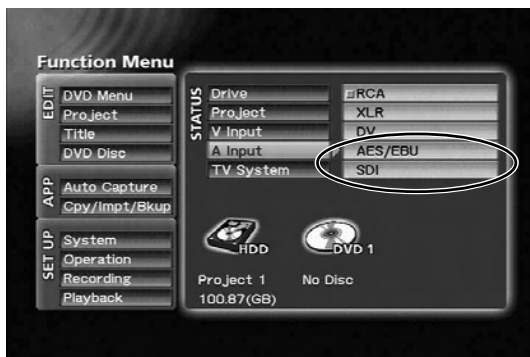 Function Menu
EDIT
DVD Menu
Project
Title
DVD Disc
APP
Auto Capture
Cpy/Impt/Bkup
SET UP
System
Operation
Recording
Playback
STATUS
Drive
Project
V Input
A Input
TV System
RCA
XLR
DV
AES/EBU
SDI
HDD
DVD 1
Project 1
No Disc
100.87(GB)